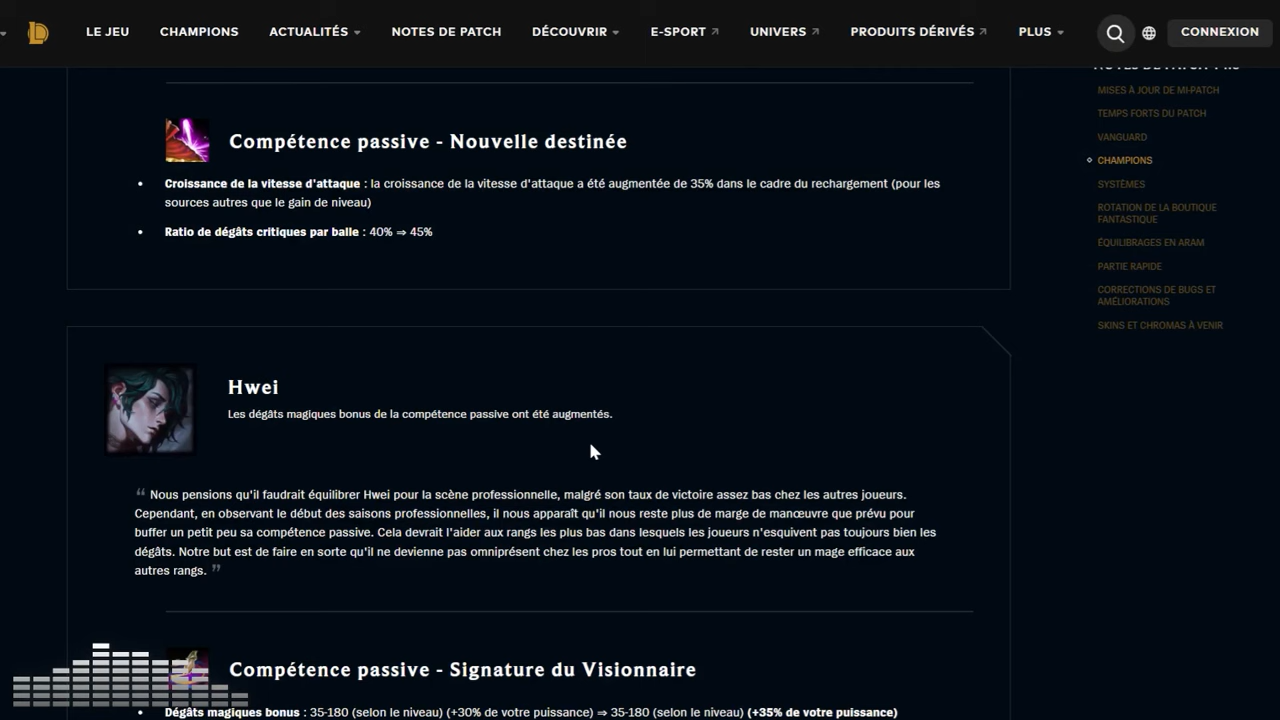 LE JEU CHAMPIONS ACTUALITÉS NOTES DE PATCH DÉCOUVRIR E-SPORT UNIVERS PRODUITS DÉRIVÉS PLUS CONNEXION
Compétence passive - Nouvelle destinée
• Croissance de la vitesse d'attaque : la croissance de la vitesse d'attaque a été augmentée de 35% dans le cadre du rechargement (pour les
sources autres que le gain de niveau)
• Ratio de dégâts critiques par balle : 40% ⇒ 45%
Hwei
Les dégâts magiques bonus de la compétence passive ont été augmentés.
“ Nous pensions qu'il faudrait équilibrer Hwei pour la scène professionnelle, malgré son taux de victoire assez bas chez les autres joueurs.
Cependant, en observant le début des saisons professionnelles, il nous apparaît qu'il nous reste plus de marge de manœuvre que prévu pour
buffer un petit peu sa compétence passive. Cela devrait l'aider aux rangs les plus bas dans lesquels les joueurs n'esquivent pas toujours bien les
dégâts. Notre but est de faire en sorte qu'il ne devienne pas omniprésent chez les pros tout en lui permettant de rester un mage efficace aux
autres rangs. ”
Compétence passive - Signature du Visionnaire
• Dégâts magiques bonus : 35-180 (selon le niveau) (+30% de votre puissance) ⇒ 35-180 (selon le niveau) (+35% de votre puissance)
MISES À JOUR DE MI-PATCH
TEMPS FORTS DU PATCH
VANGUARD
CHAMPIONS
SYSTÈMES
ROTATION DE LA BOUTIQUE
FANTASTIQUE
ÉQUILIBRAGES EN ARAM
PARTIE RAPIDE
CORRECTIONS DE BUGS ET
AMÉLIORATIONS
SKINS ET CHROMAS À VENIR